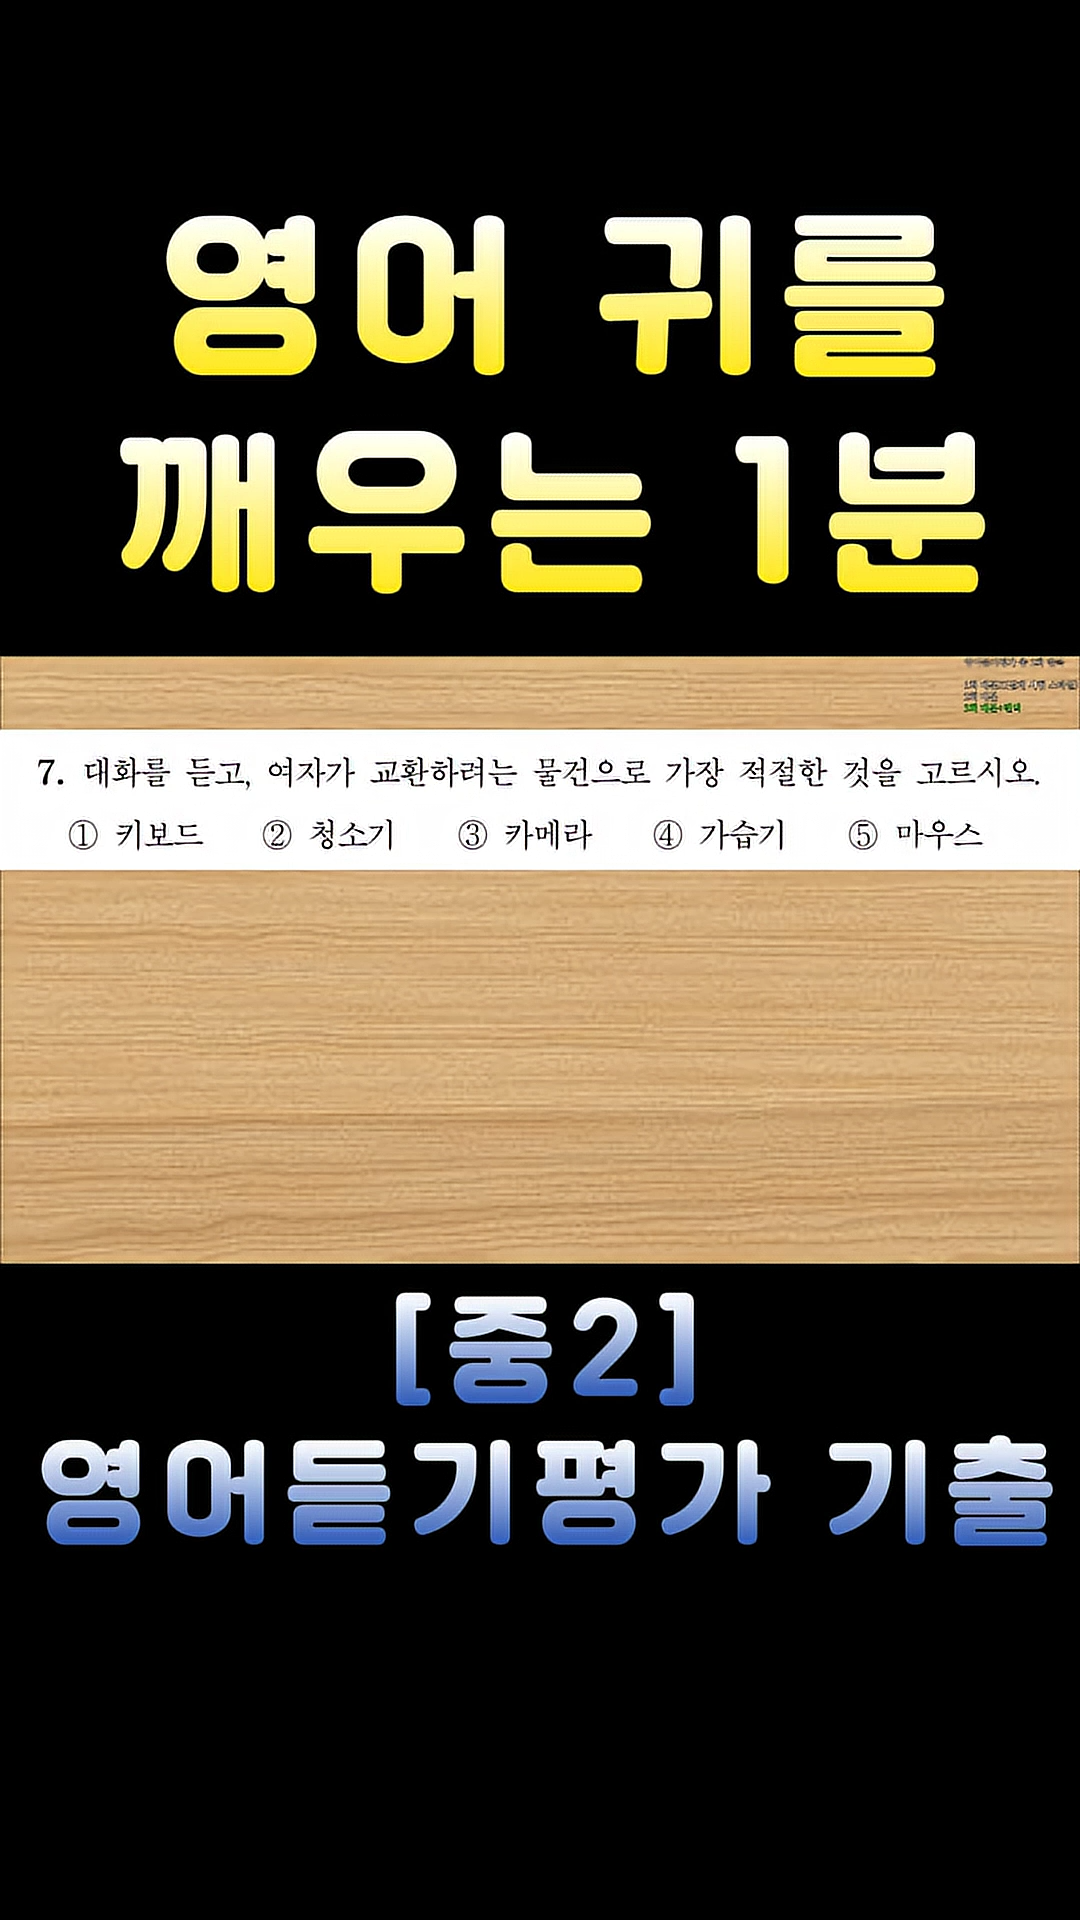 영어 귀를
깨우는 1분
7. 대화를 듣고, 여자가 교환하려는 물건으로 가장 적절한 것을 고르시오.
① 키보드 ② 청소기 ③ 카메라 ④ 가습기 ⑤ 마우스
[중2]
영어듣기평가 기출